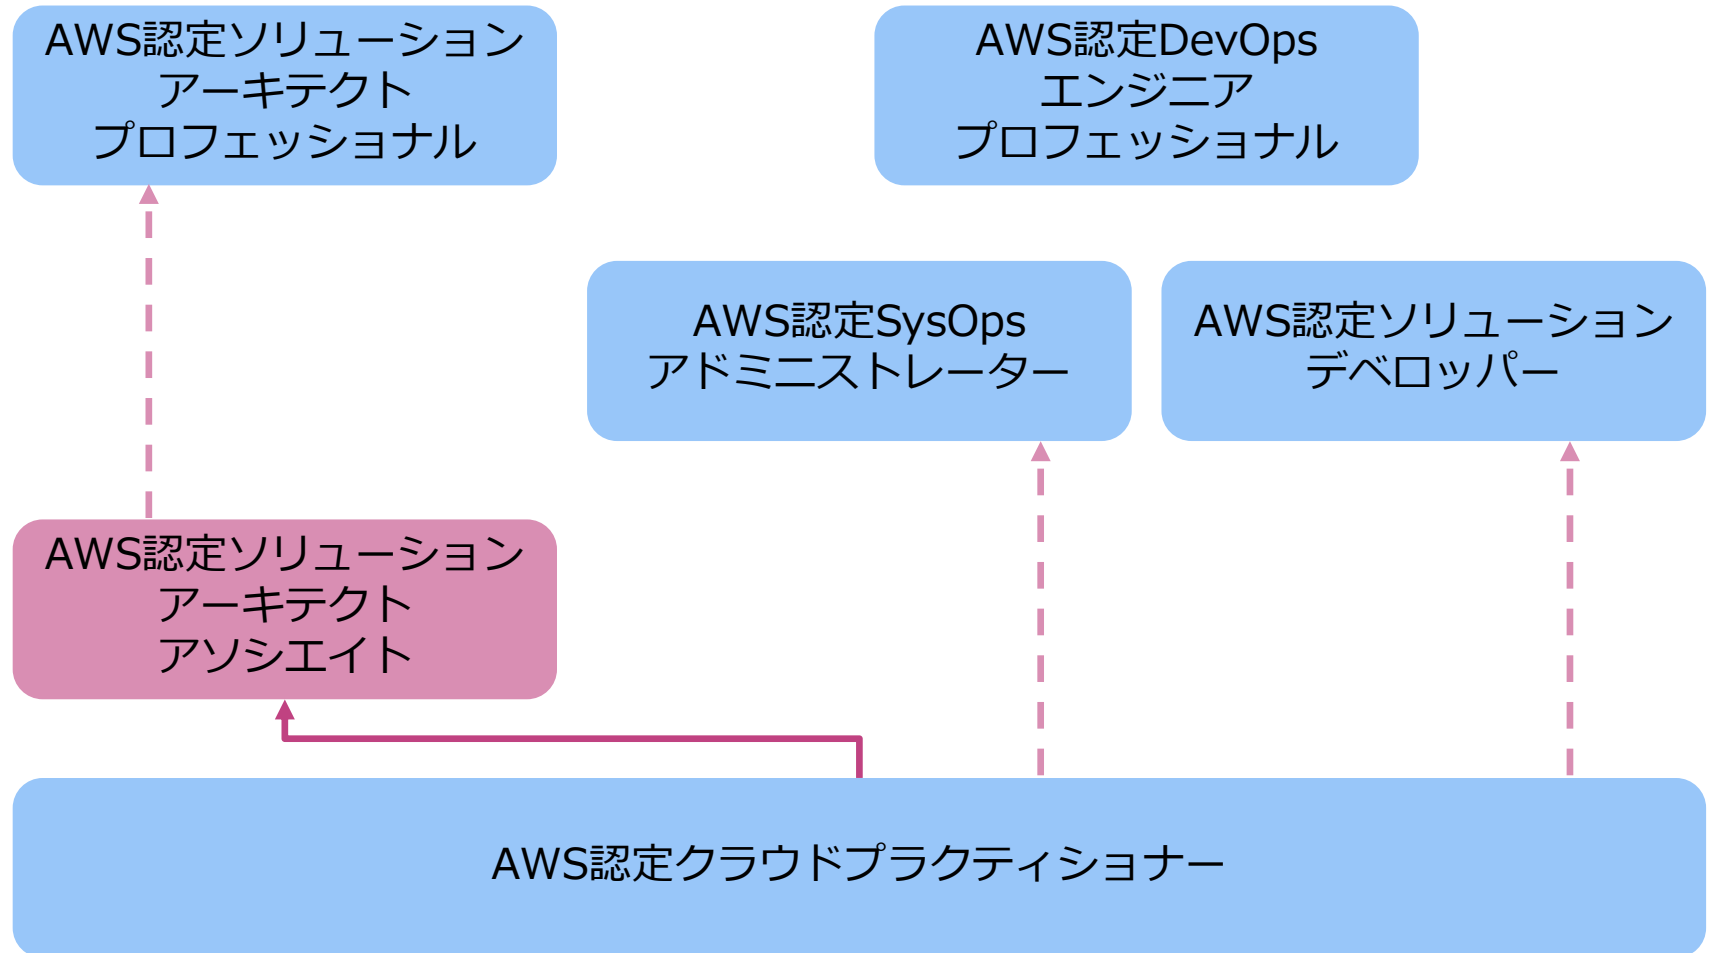 AWS認定ソリューション
アーキテクト
プロフェッショナル
AWS認定DevOps
エンジニア
プロフェッショナル
AWS認定SysOps
アドミニストレーター
AWS認定ソリューション
デベロッパー
AWS認定ソリューション
アーキテクト
アソシエイト
AWS認定クラウドプラクティショナー